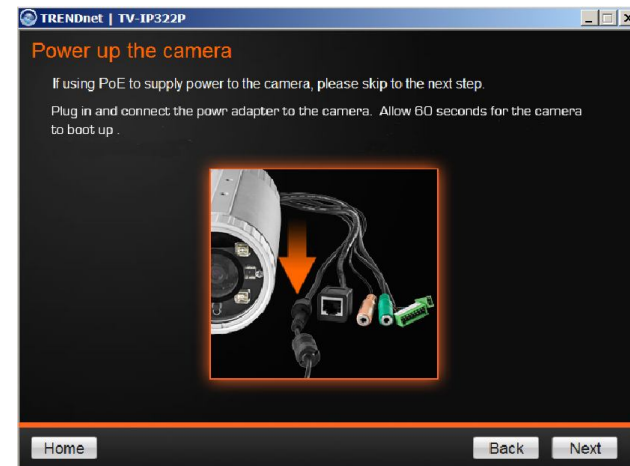 TRENDnet | TV-IP322P
Power up the camera
If using PoE to supply power to the camera, please skip to the next step.
Plug in and connect the powr adapter to the camera. Allow 60 seconds for the camera
to boot up .
Home
Back
Next